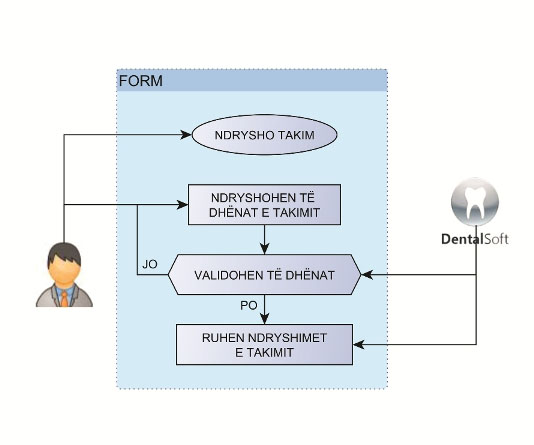 FORM
NDRYSHO TAKIM
NDRYSHOHEN TË
DHËNAT E TAKIMIT
DentalSoft
JO
VALIDOHEN TË DHËNAT
PO
RUHEN NDRYSHIMET
E TAKIMIT